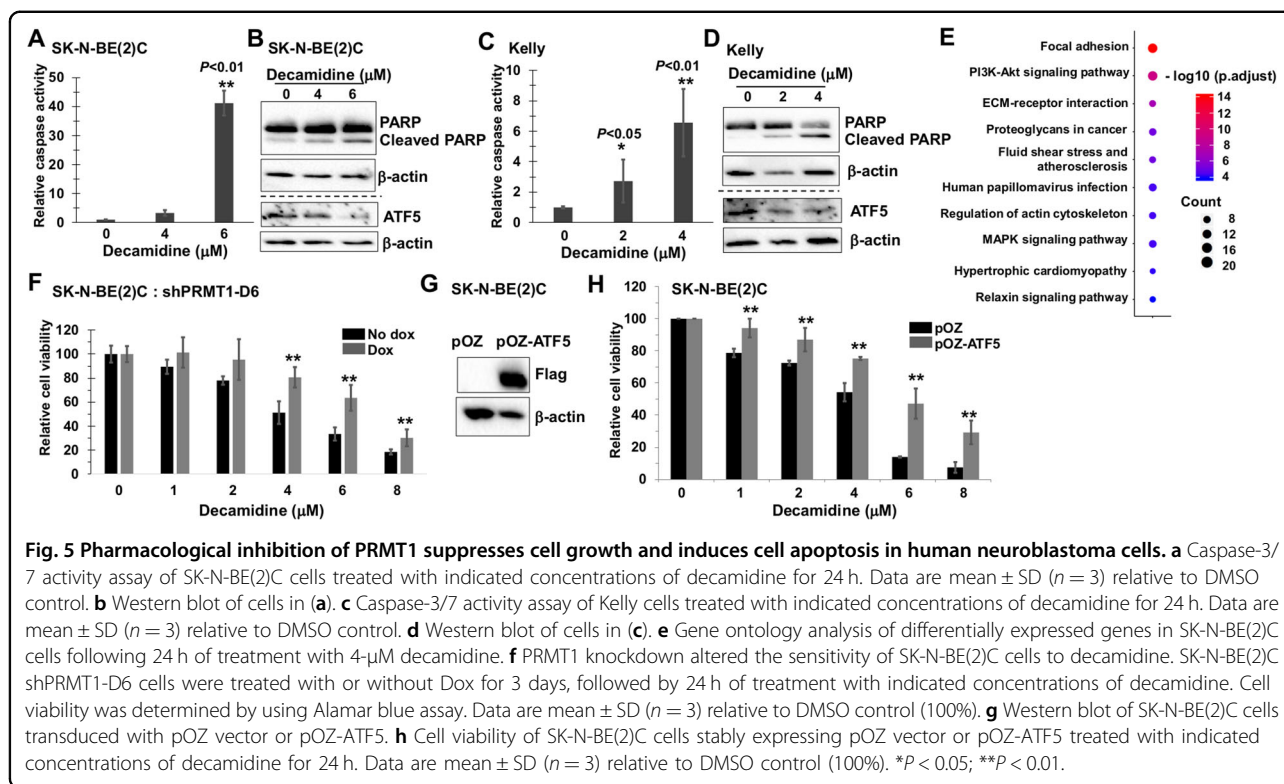 A SK-N-BE(2)C
Relative caspase activity
50
40
30
20
10
0
P<0.01
**
0 4 6
Decamidine (μM)
B SK-N-BE(2)C
Decamidine (μM)
0 4 6
PARP
Cleaved PARP
β-actin
ATF5
β-actin
C Kelly
Relative caspase activity
10
8
6
4
2
0
P<0.05
*
P<0.01
**
0 2 4
Decamidine (μM)
D Kelly
Decamidine (μM)
0 2 4
PARP
Cleaved PARP
β-actin
ATF5
β-actin
E
Focal adhesion
PI3K-Akt signaling pathway
ECM-receptor interaction
Proteoglycans in cancer
Fluid shear stress and
atherosclerosis
Human papillomavirus infection
Regulation of actin cytoskeleton
MAPK signaling pathway
Hypertrophic cardiomyopathy
Relaxin signaling pathway
- log10 (p.adjust)
14
12
10
8
6
4
Count
8
12
16
20
F SK-N-BE(2)C : shPRMT1-D6
Relative cell viability
120
100
80
60
40
20
0
No dox
Dox
** ** **
0 1 2 4 6 8
Decamidine (μM)
G SK-N-BE(2)C
pOZ pOZ-ATF5
Flag
β-actin
H SK-N-BE(2)C
Relative cell viability
120
100
80
60
40
20
0
pOZ
pOZ-ATF5
** ** ** ** **
0 1 2 4 6 8
Decamidine (μM)
Fig. 5 Pharmacological inhibition of PRMT1 suppresses cell growth and induces cell apoptosis in human neuroblastoma cells. a Caspase-3/
7 activity assay of SK-N-BE(2)C cells treated with indicated concentrations of decamidine for 24 h. Data are mean ± SD (n = 3) relative to DMSO
control. b Western blot of cells in (a). c Caspase-3/7 activity assay of Kelly cells treated with indicated concentrations of decamidine for 24 h. Data are
mean ± SD (n = 3) relative to DMSO control. d Western blot of cells in (c). e Gene ontology analysis of differentially expressed genes in SK-N-BE(2)C
cells following 24 h of treatment with 4-μM decamidine. f PRMT1 knockdown altered the sensitivity of SK-N-BE(2)C cells to decamidine. SK-N-BE(2)C
shPRMT1-D6 cells were treated with or without Dox for 3 days, followed by 24 h of treatment with indicated concentrations of decamidine. Cell
viability was determined by using Alamar blue assay. Data are mean ± SD (n = 3) relative to DMSO control (100%). g Western blot of SK-N-BE(2)C cells
transduced with pOZ vector or pOZ-ATF5. h Cell viability of SK-N-BE(2)C cells stably expressing pOZ vector or pOZ-ATF5 treated with indicated
concentrations of decamidine for 24 h. Data are mean ± SD (n = 3) relative to DMSO control (100%). *P < 0.05; **P < 0.01.